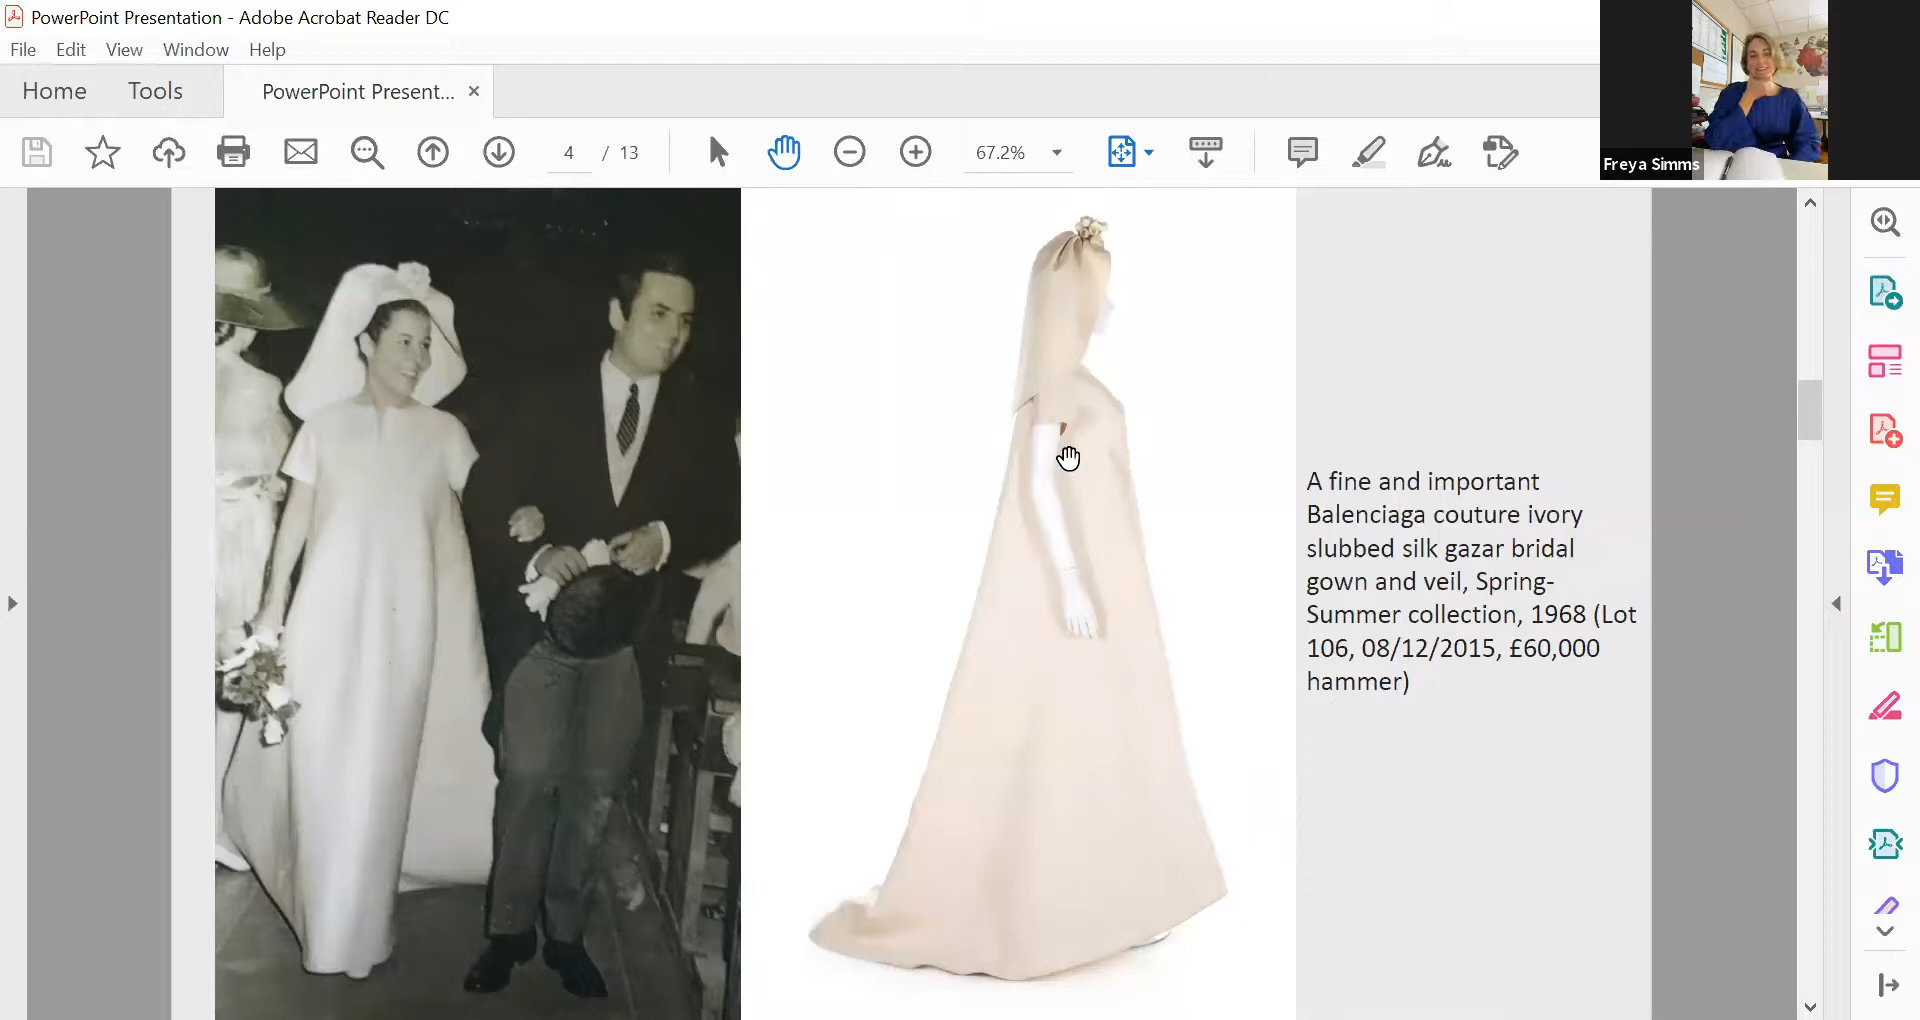 PowerPoint Presentation - Adobe Acrobat Reader DC
File Edit View Window Help
Home Tools PowerPoint Present... ×
4 / 13 67.2%
Freya Simms
A fine and important
Balenciaga couture ivory
slubbed silk gazar bridal
gown and veil, Spring-
Summer collection, 1968 (Lot
106, 08/12/2015, £60,000
hammer)